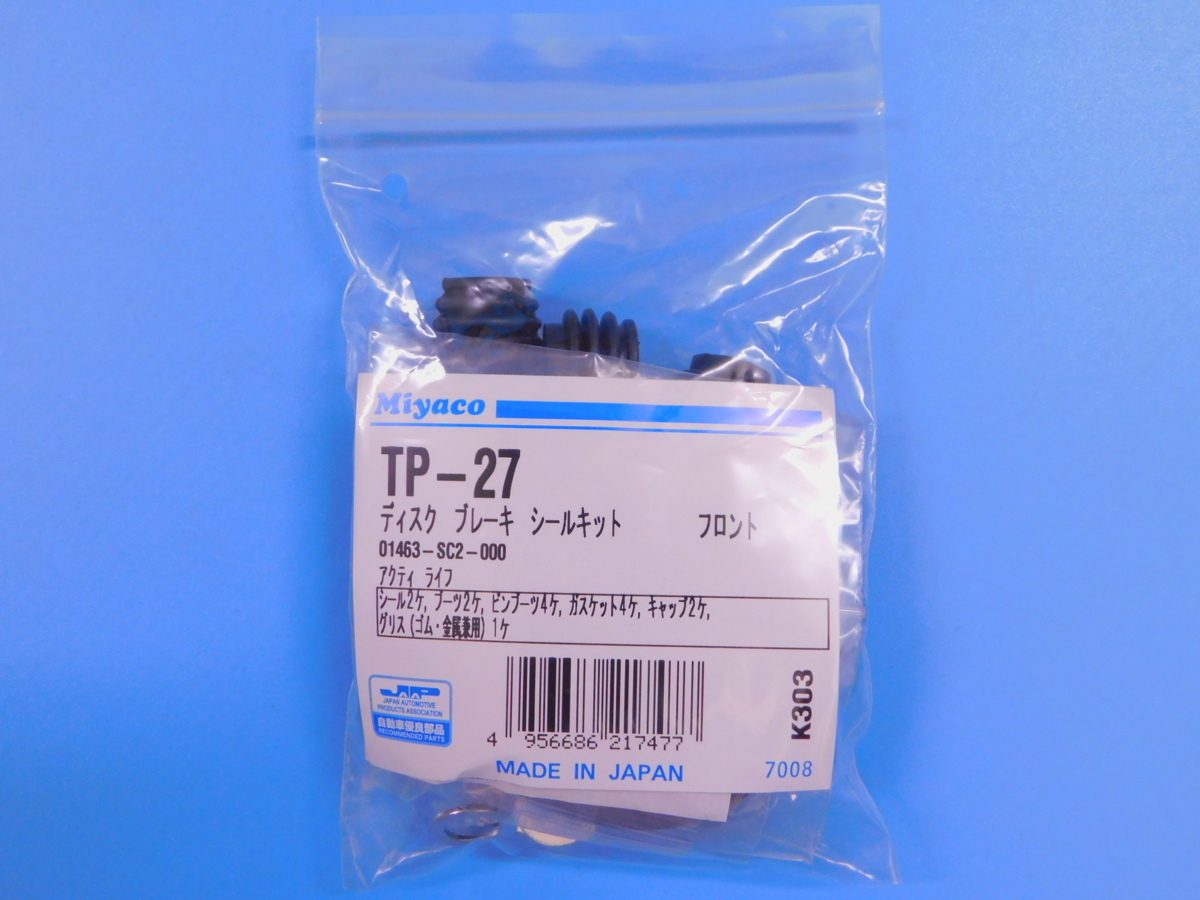 Miyaco
TP-27
ディスク ブレーキ シールキット フロント
01463-SC2-000
アクティ ライフ
シール2ケ, ブーツ2ケ, ピンブーツ4ケ, ガスケット4ケ, キャップ2ケ,
グリス(ゴム・金属兼用) 1ケ
JAPAN AUTOMOTIVE
PRODUCTS ASSOCIATION
自動車優良部品
RECOMMENDED PARTS
4 956686 217477
K303
MADE IN JAPAN 7008